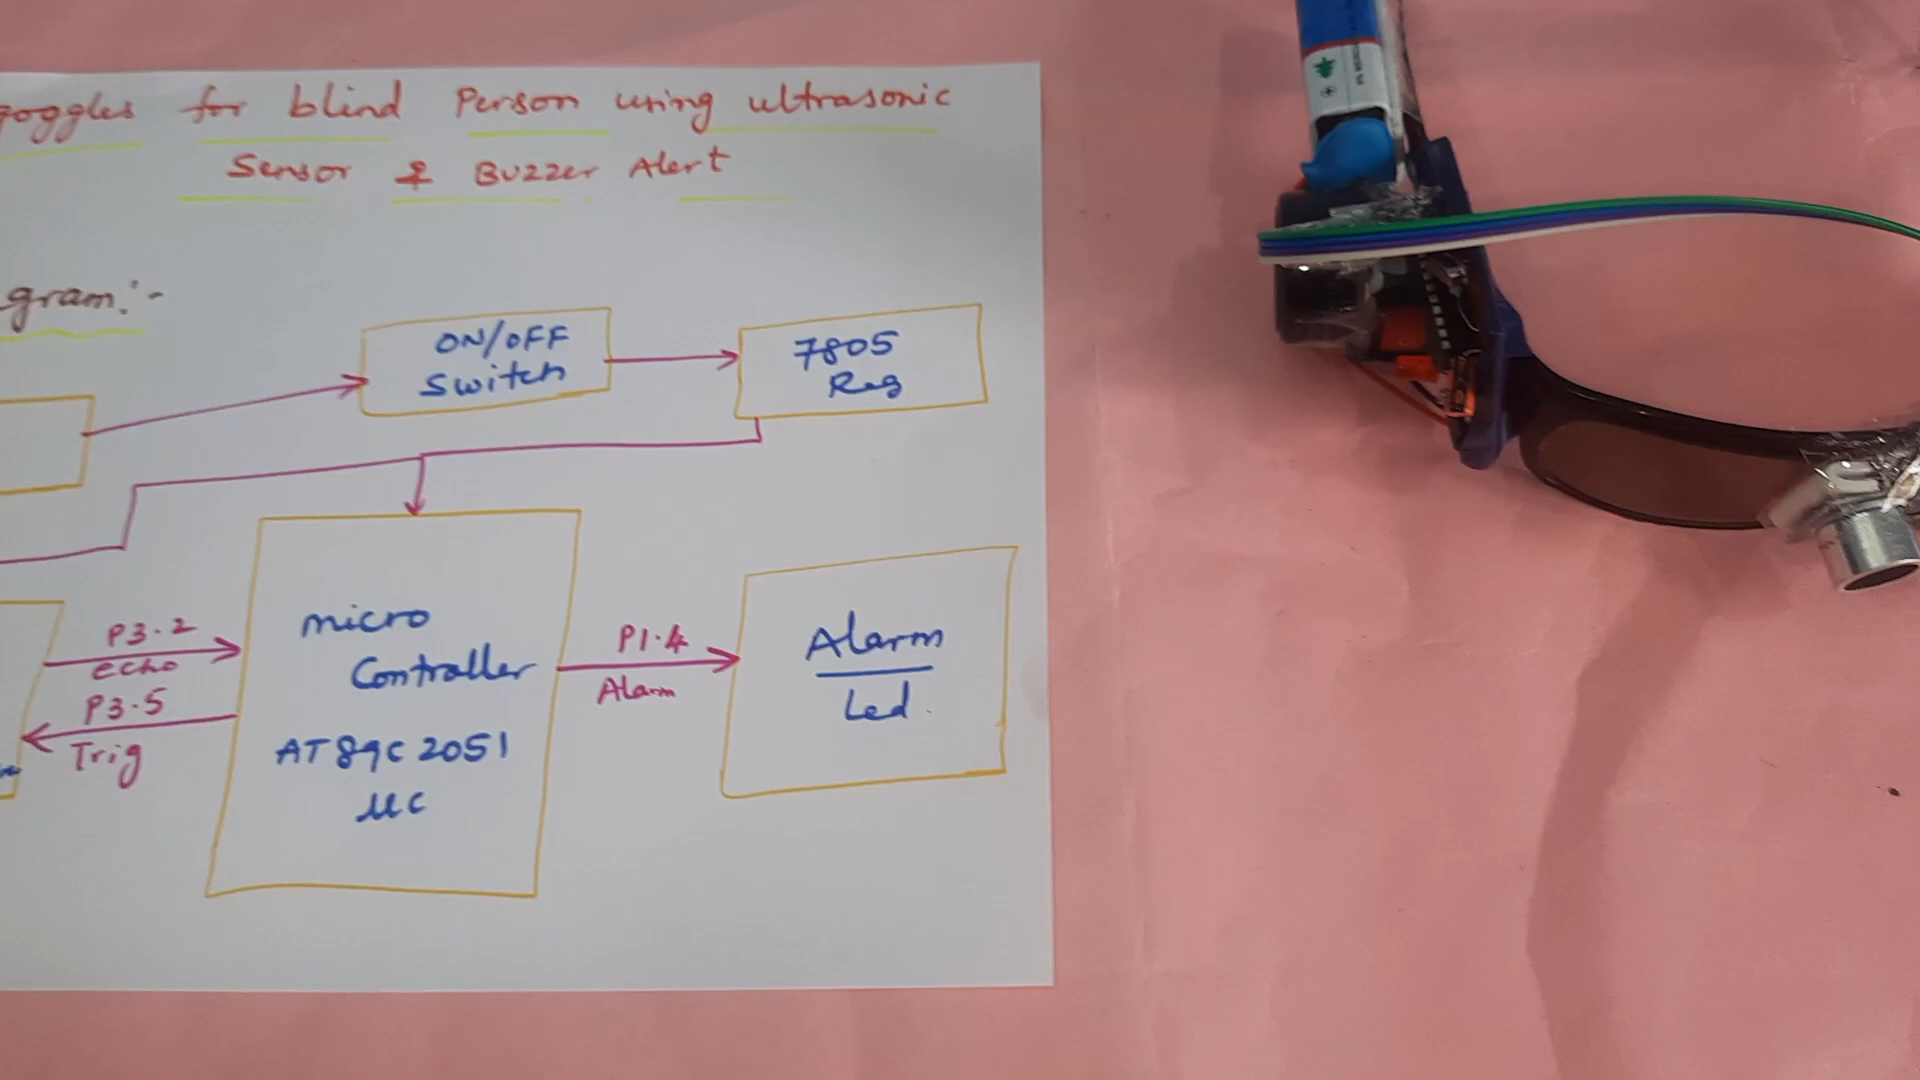 goggles for blind Person using ultrasonic
Sensor & Buzzer Alert
gram:-
ON/OFF
Switch
7805
Reg
P3.2
echo
P3.5
Trig
micro
Controller
AT89C2051
µC
P1.4
Alarm
Alarm
Led.